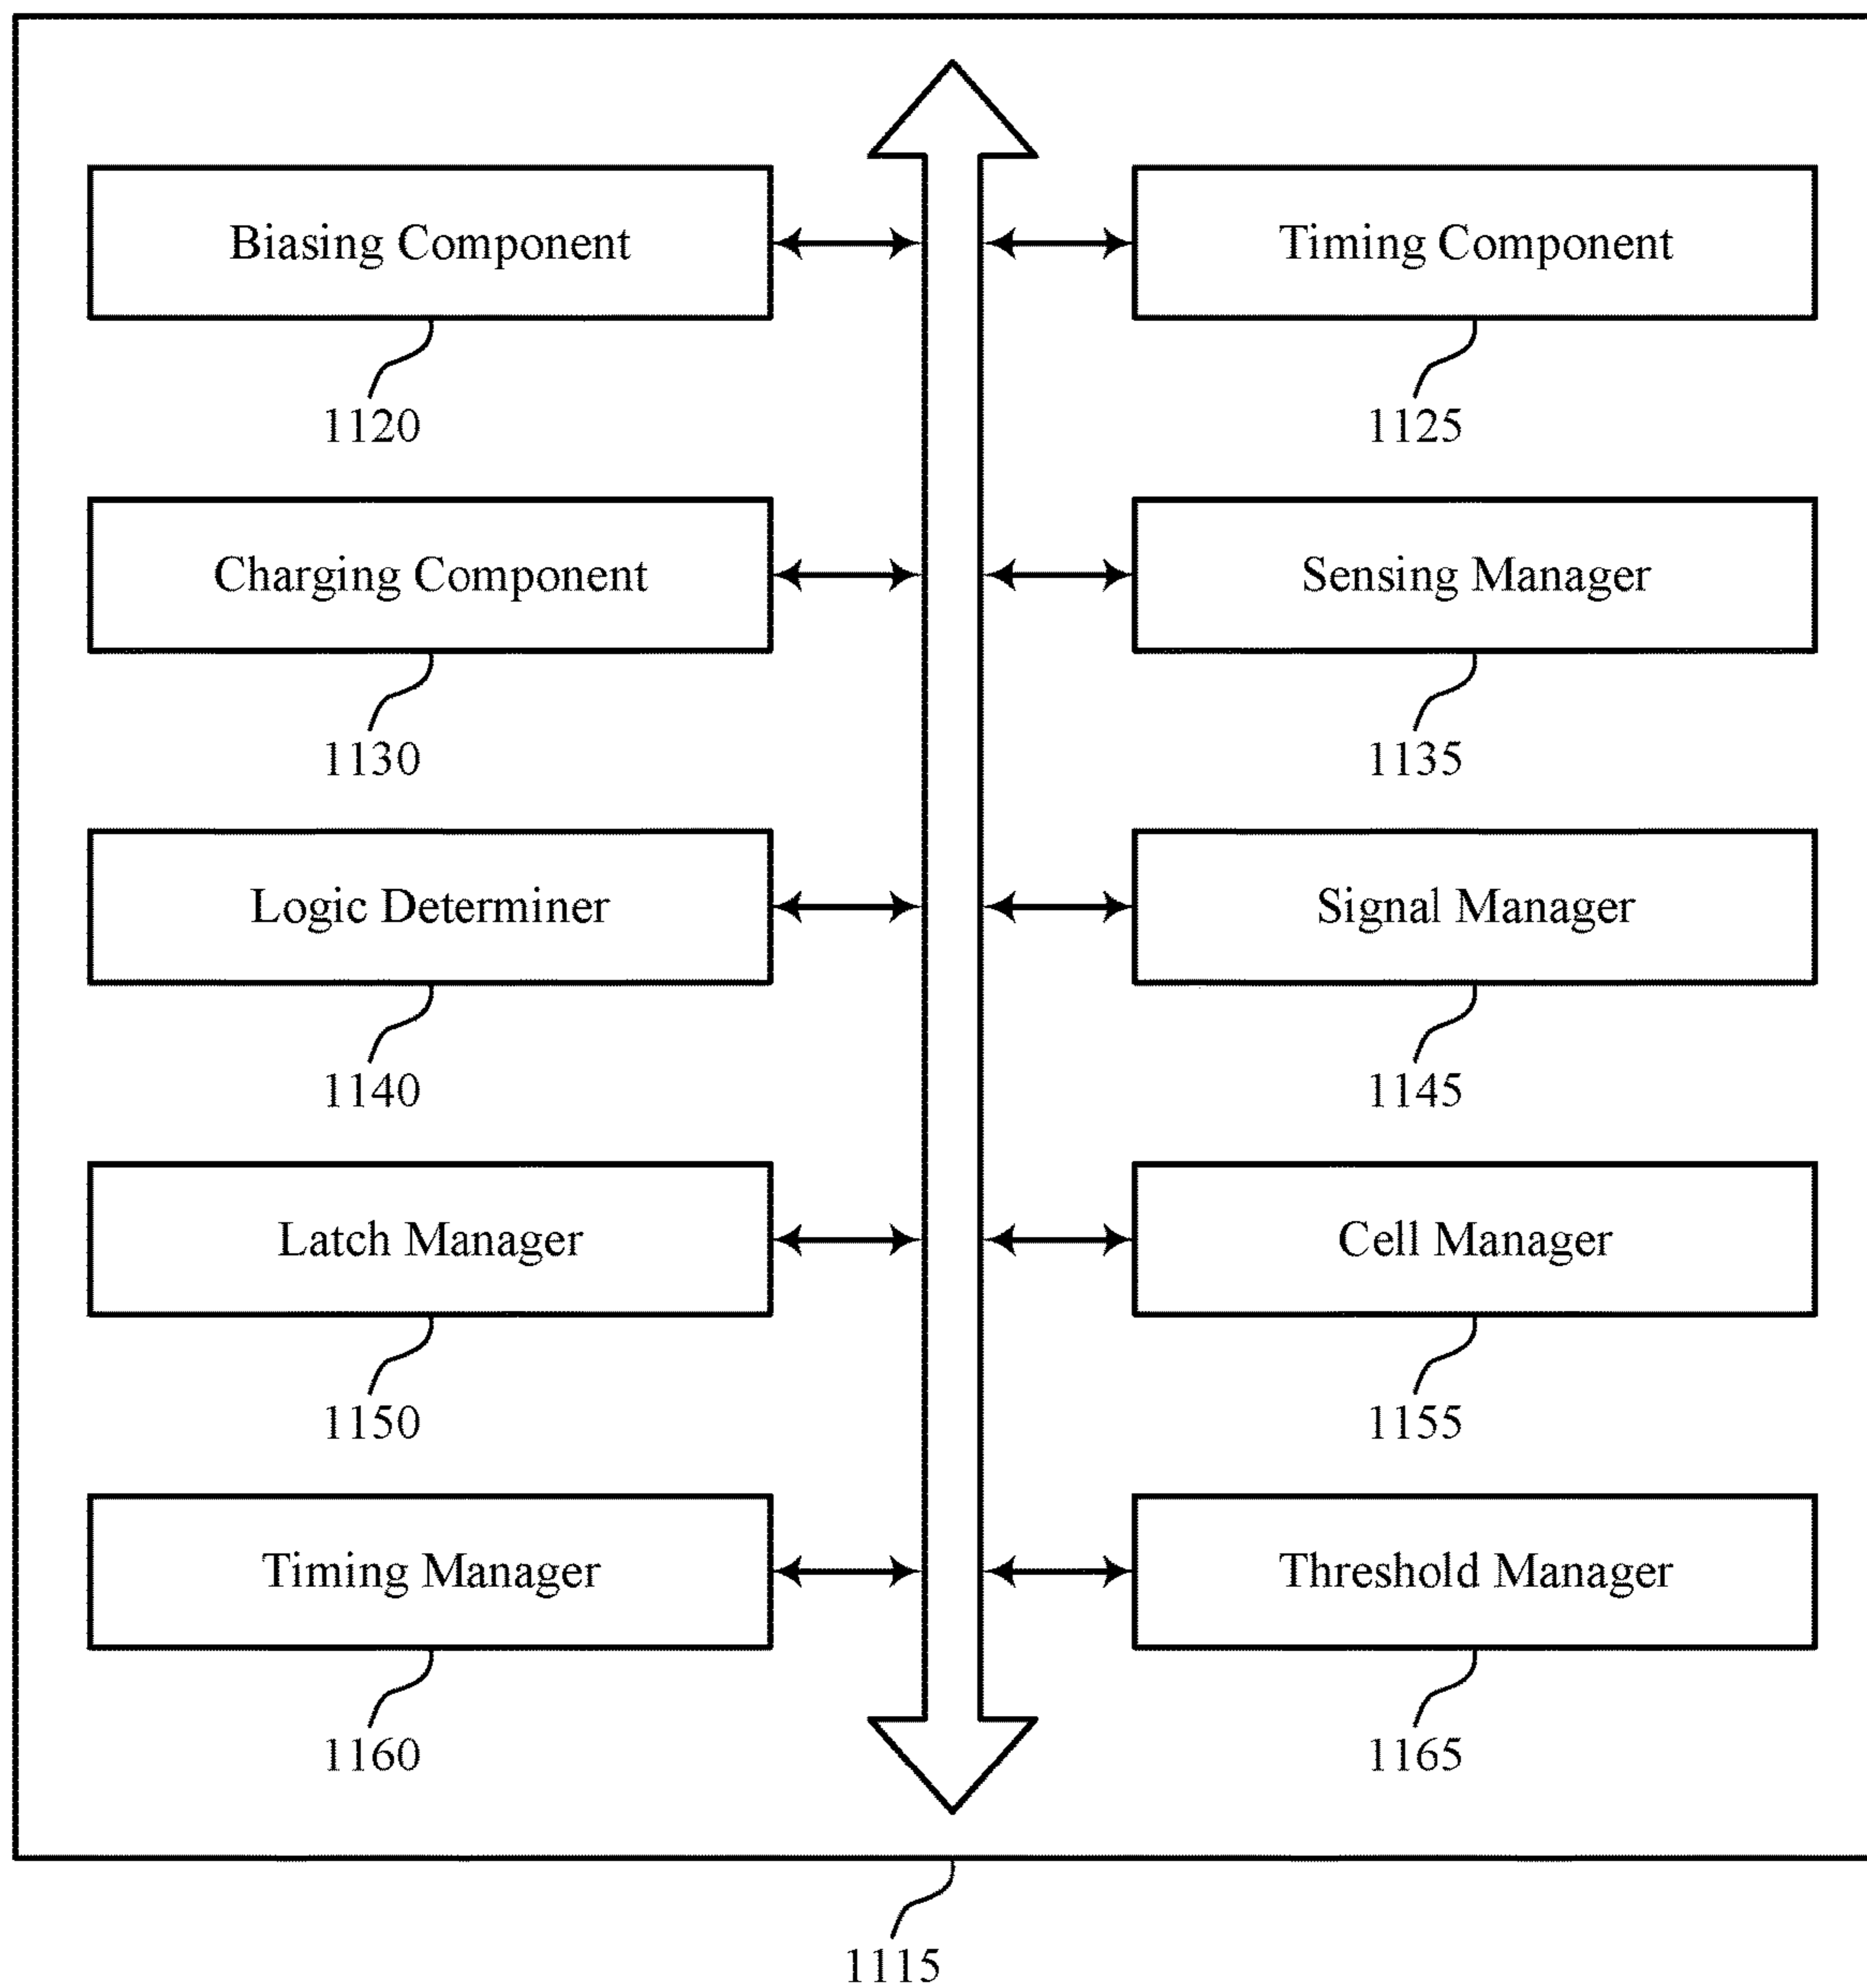 Biasing Component
Timing Component
1120
1125
Charging Component
Sensing Manager
1130
1135
Logic Determiner
Signal Manager
1140
1145
Latch Manager
Cell Manager
1150
1155
Timing Manager
Threshold Manager
1160
1165
1115